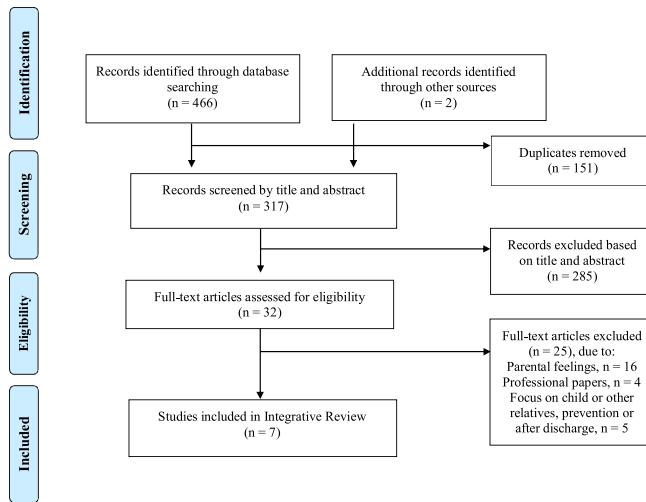 Identification
Records identified through database
searching
(n = 466)
Additional records identified
through other sources
(n = 2)
Duplicates removed
(n = 151)
Screening
Records screened by title and abstract
(n = 317)
Records excluded based
on title and abstract
(n = 285)
Eligibility
Full-text articles assessed for eligibility
(n = 32)
Full-text articles excluded
(n = 25), due to:
Parental feelings, n = 16
Professional papers, n = 4
Focus on child or other
relatives, prevention or
after discharge, n = 5
Included
Studies included in Integrative Review
(n = 7)